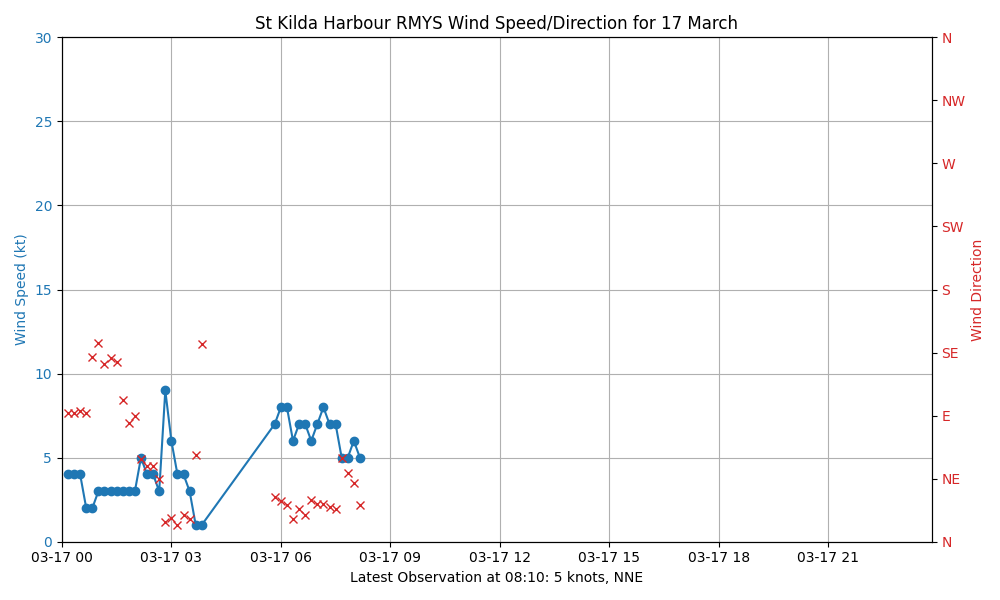 St Kilda Harbour RMYS Wind Speed/Direction for 17 March
Wind Speed (kt)
30
25
20
15
10
5
0
N
NW
W
SW
S
SE
E
NE
N
Wind Direction
03-17 00 03-17 03 03-17 06 03-17 09 03-17 12 03-17 15 03-17 18 03-17 21
Latest Observation at 08:10: 5 knots, NNE